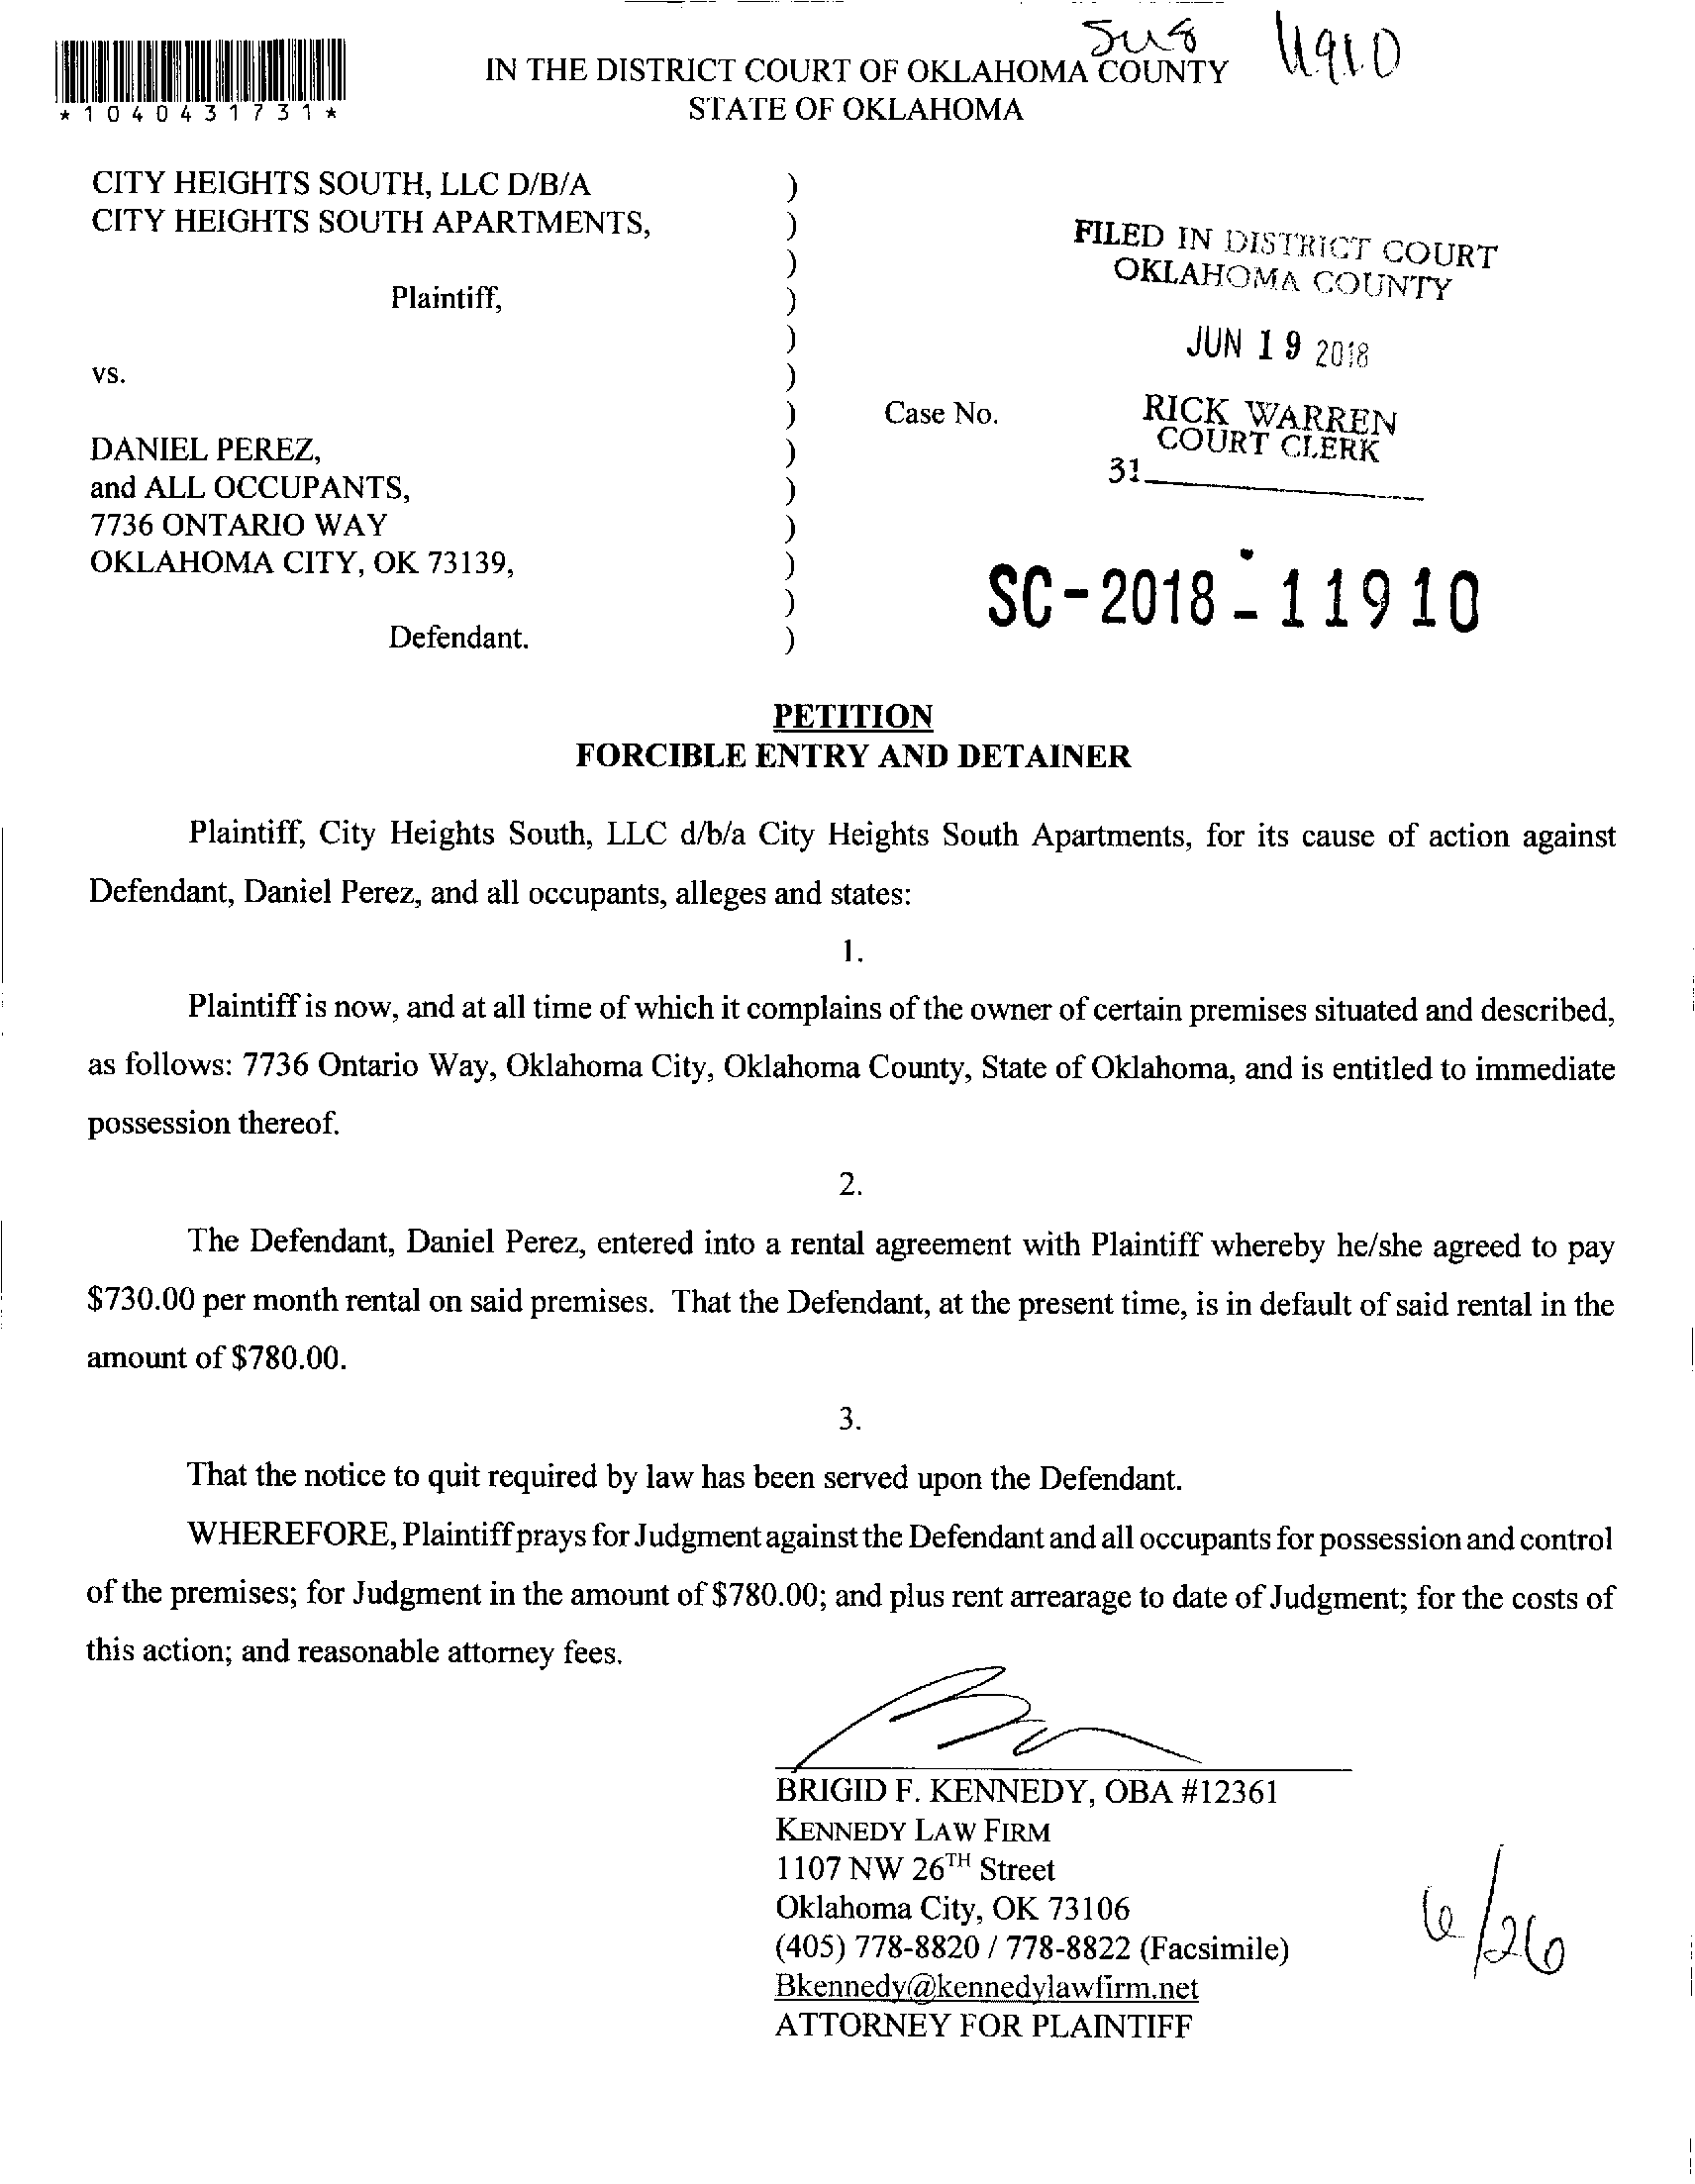 11910
IN THE DISTRICT COURT OF OKLAHOMA COUNTY
STATE OF OKLAHOMA
*1040431731*
CITY HEIGHTS SOUTH, LLC D/B/A )
CITY HEIGHTS SOUTH APARTMENTS, )
)
Plaintiff, )
)
vs. )
) Case No.
DANIEL PEREZ, )
and ALL OCCUPANTS, )
7736 ONTARIO WAY )
OKLAHOMA CITY, OK 73139, )
)
Defendant. )
FILED IN DISTRICT COURT
OKLAHOMA COUNTY
JUN 19 2018
RICK WARREN
COURT CLERK
31
SC-2018-11910
PETITION
FORCIBLE ENTRY AND DETAINER
Plaintiff, City Heights South, LLC d/b/a City Heights South Apartments, for its cause of action against
Defendant, Daniel Perez, and all occupants, alleges and states:
1.
Plaintiff is now, and at all time of which it complains of the owner of certain premises situated and described,
as follows: 7736 Ontario Way, Oklahoma City, Oklahoma County, State of Oklahoma, and is entitled to immediate
possession thereof.
2.
The Defendant, Daniel Perez, entered into a rental agreement with Plaintiff whereby he/she agreed to pay
$730.00 per month rental on said premises. That the Defendant, at the present time, is in default of said rental in the
amount of $780.00.
3.
That the notice to quit required by law has been served upon the Defendant.
WHEREFORE, Plaintiff prays for Judgment against the Defendant and all occupants for possession and control
of the premises; for Judgment in the amount of $780.00; and plus rent arrearage to date of Judgment; for the costs of
this action; and reasonable attorney fees.
BRIGID F. KENNEDY, OBA #12361
KENNEDY LAW FIRM
1107 NW 26TH Street
Oklahoma City, OK 73106
(405) 778-8820 / 778-8822 (Facsimile)
Bkennedy@kennedylawfirm.net
ATTORNEY FOR PLAINTIFF
6/26